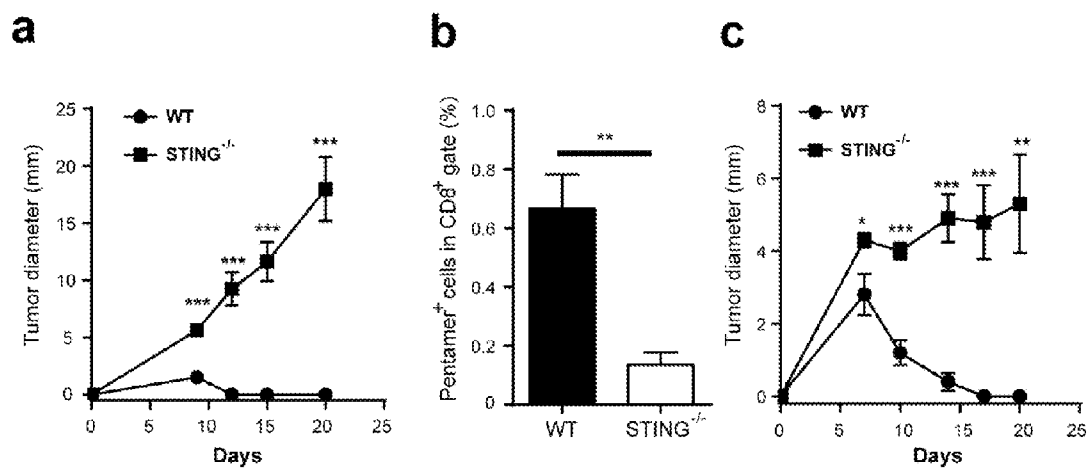 a
WT
STING-/-
Tumor diameter (mm)
25
20
15
10
5
0
***
***
***
***
0 5 10 15 20 25
Days
b
Pentamer+ cells in CD8+ gate (%)
1.0
0.8
0.6
0.4
0.2
0
**
WT STING-/-
c
WT
STING-/-
Tumor diameter (mm)
8
6
4
2
0
* *** *** *** **
0 5 10 15 20 25
Days